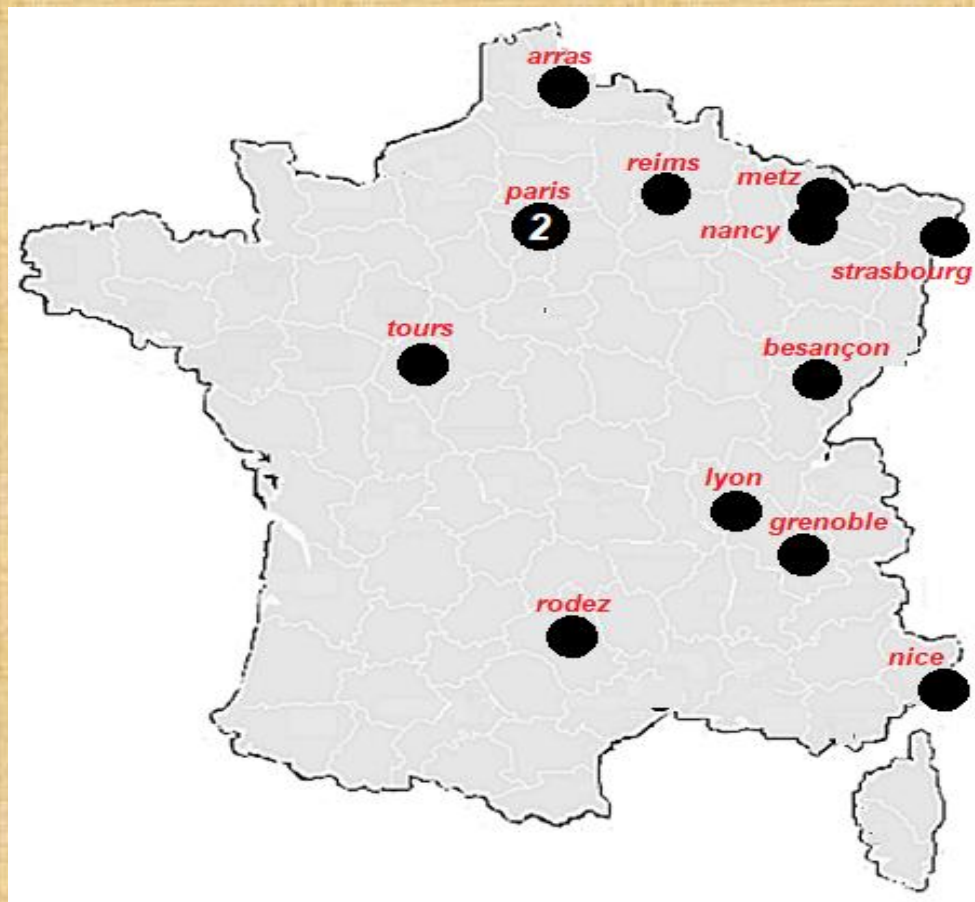 arras
reims
metz
paris
2
nancy
strasbourg
tours
besançon
lyon
grenoble
rodez
nice